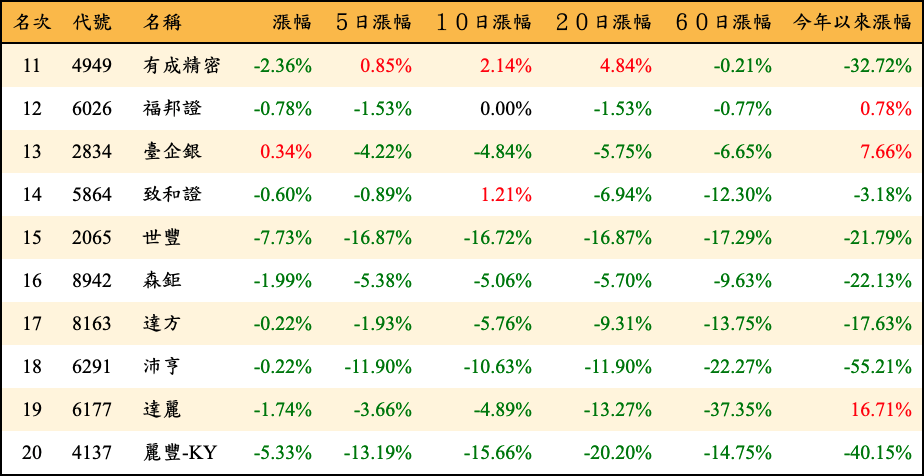 名次 代號 名稱 漲幅 5日漲幅 10日漲幅 20日漲幅 60日漲幅 今年以來漲幅
11 4949 有成精密 -2.36% 0.85% 2.14% 4.84% -0.21% -32.72%
12 6026 福邦證 -0.78% -1.53% 0.00% -1.53% -0.77% 0.78%
13 2834 臺企銀 0.34% -4.22% -4.84% -5.75% -6.65% 7.66%
14 5864 致和證 -0.60% -0.89% 1.21% -6.94% -12.30% -3.18%
15 2065 世豐 -7.73% -16.87% -16.72% -16.87% -17.29% -21.79%
16 8942 森鉅 -1.99% -5.38% -5.06% -5.70% -9.63% -22.13%
17 8163 達方 -0.22% -1.93% -5.76% -9.31% -13.75% -17.63%
18 6291 沛亨 -0.22% -11.90% -10.63% -11.90% -22.27% -55.21%
19 6177 達麗 -1.74% -3.66% -4.89% -13.27% -37.35% 16.71%
20 4137 麗豐-KY -5.33% -13.19% -15.66% -20.20% -14.75% -40.15%